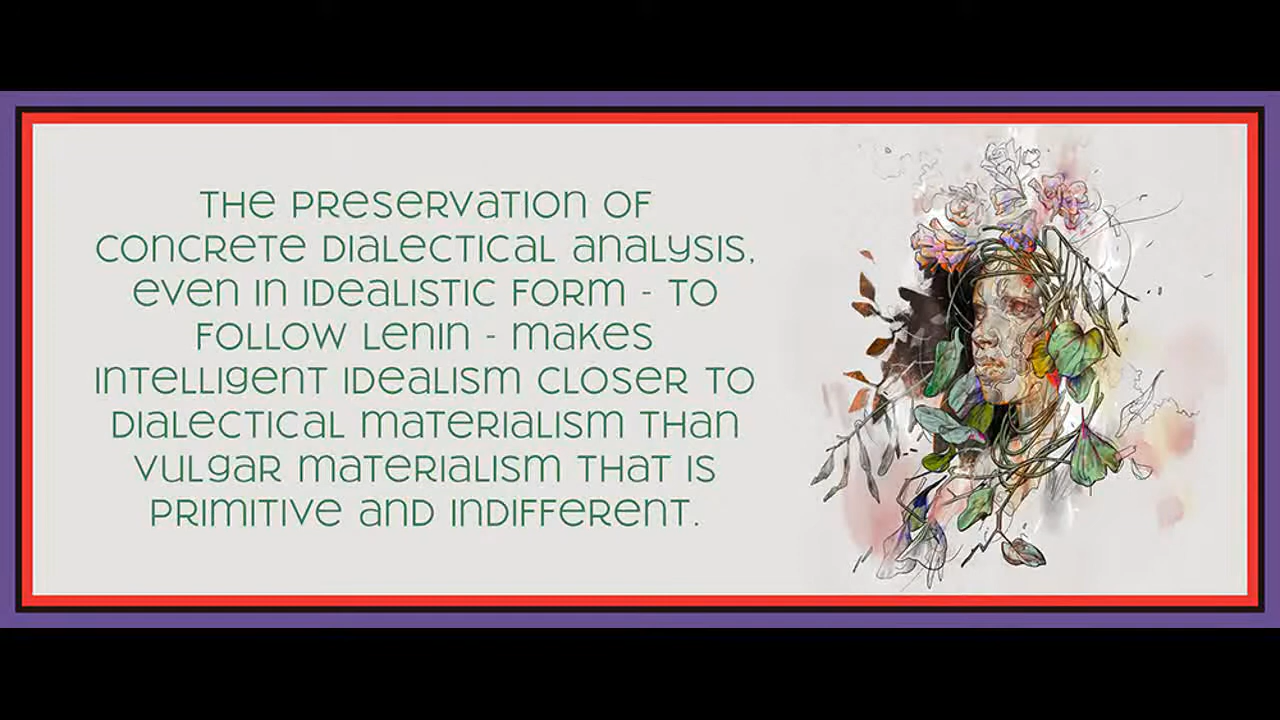 THE PRESERVATION OF
CONCRETE DIALECTICAL ANALYSIS,
EVEN IN IDEALISTIC FORM - TO
FOLLOW LENIN - MAKES
INTELLIGENT IDEALISM CLOSER TO
DIALECTICAL MATERIALISM THAN
VULGAR MATERIALISM THAT IS
PRIMITIVE AND INDIFFERENT.